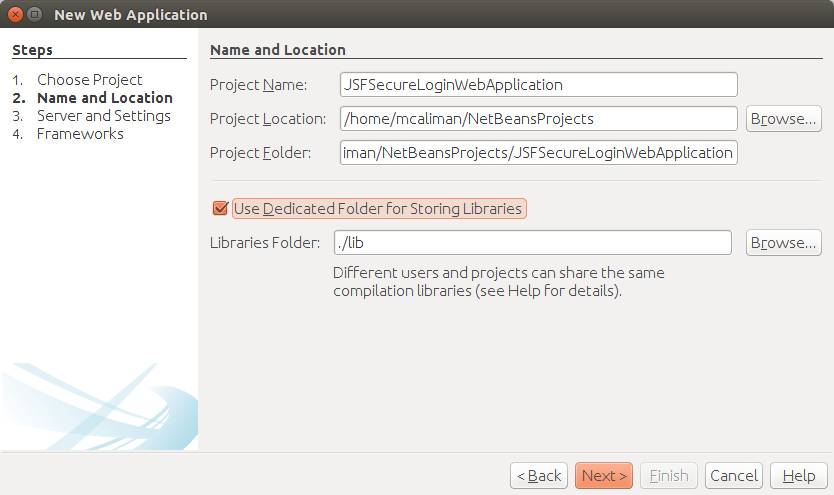 New Web Application
Steps
1. Choose Project
2. Name and Location
3. Server and Settings
4. Frameworks
Name and Location
Project Name: JSFSecureLoginWebApplication
Project Location: /home/mcaliman/NetBeansProjects Browse...
Project Folder: iman/NetBeansProjects/JSFSecureLoginWebApplication
Use Dedicated Folder for Storing Libraries
Libraries Folder: ./lib Browse...
Different users and projects can share the same
compilation libraries (see Help for details).
< Back Next > Finish Cancel Help